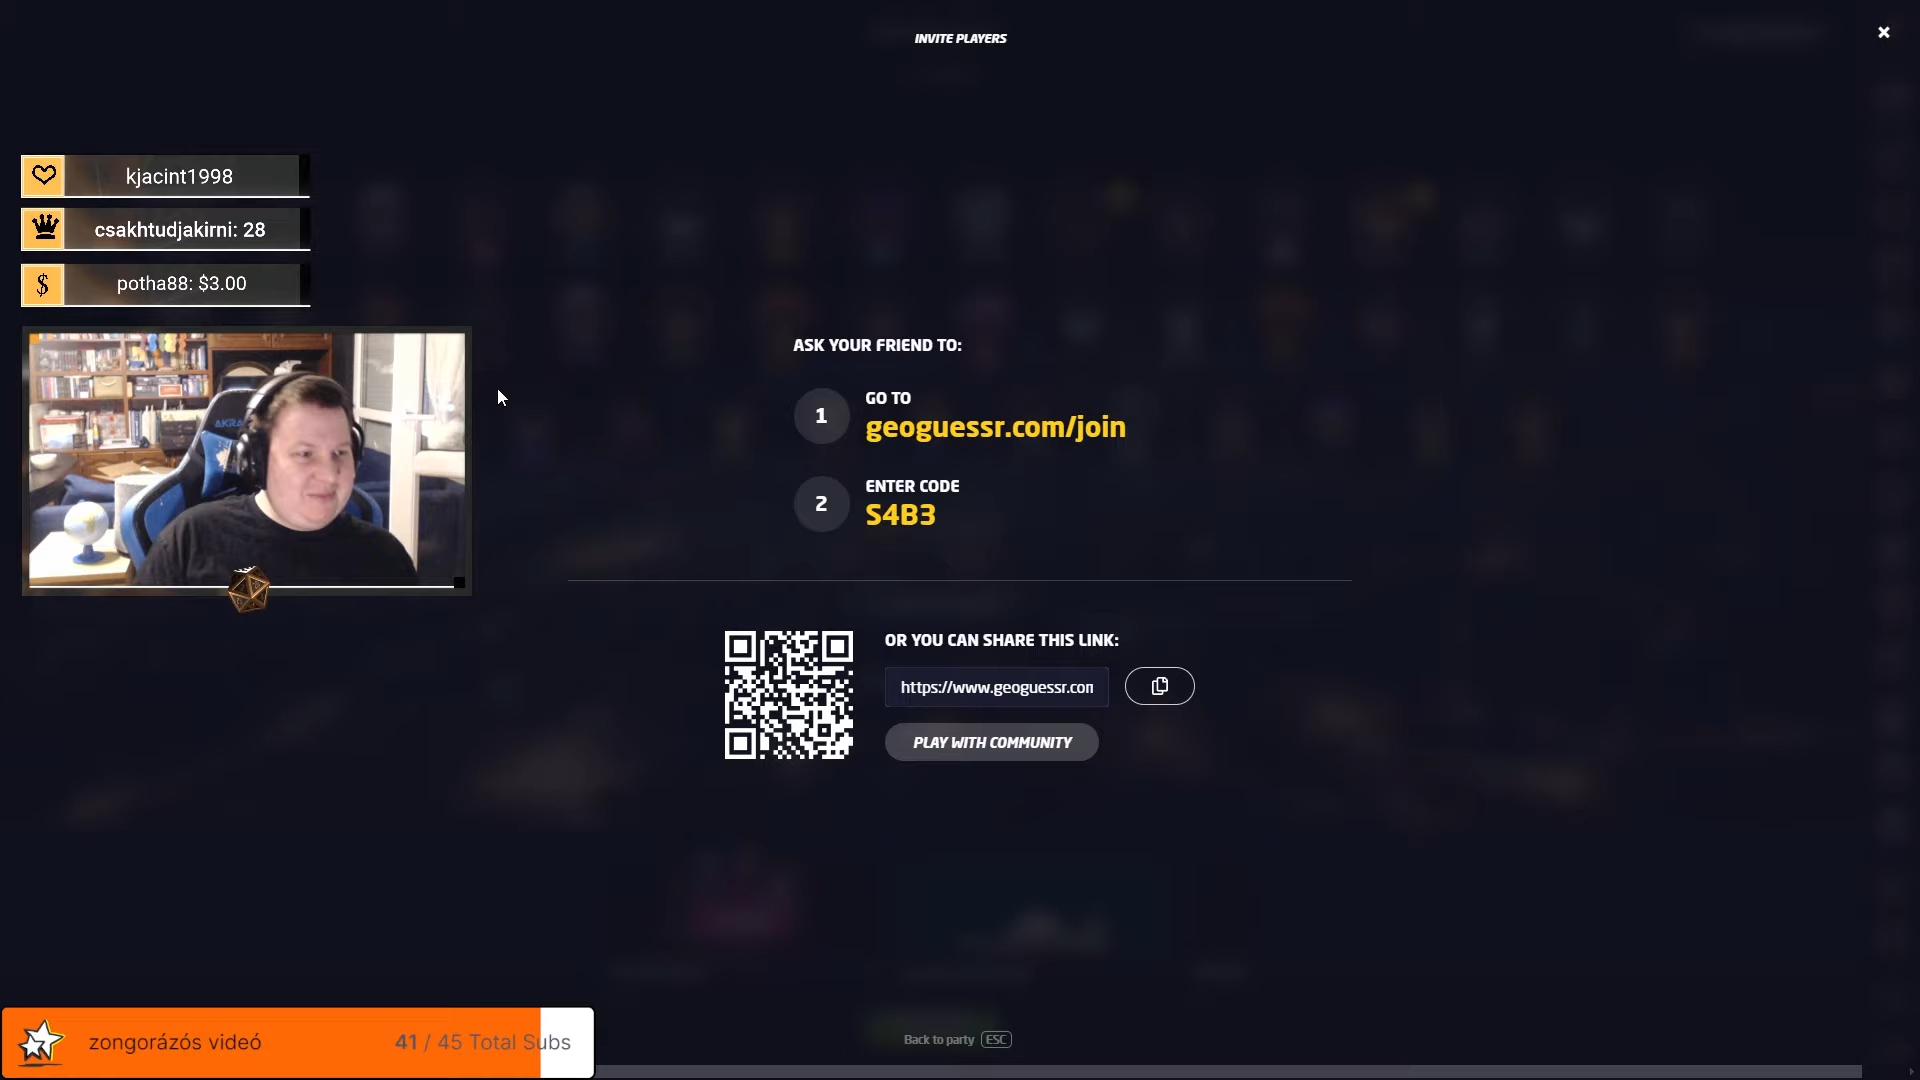 INVITE PLAYERS
kjacint1998
csakhtudjakirni: 28
potha88: $3.00
AKRA
ASK YOUR FRIEND TO:
1
GO TO
geoguessr.com/join
2
ENTER CODE
S4B3
OR YOU CAN SHARE THIS LINK:
https://www.geoguessr.con
PLAY WITH COMMUNITY
zongorázós videó
41 / 45 Total Subs
Back to party ESC